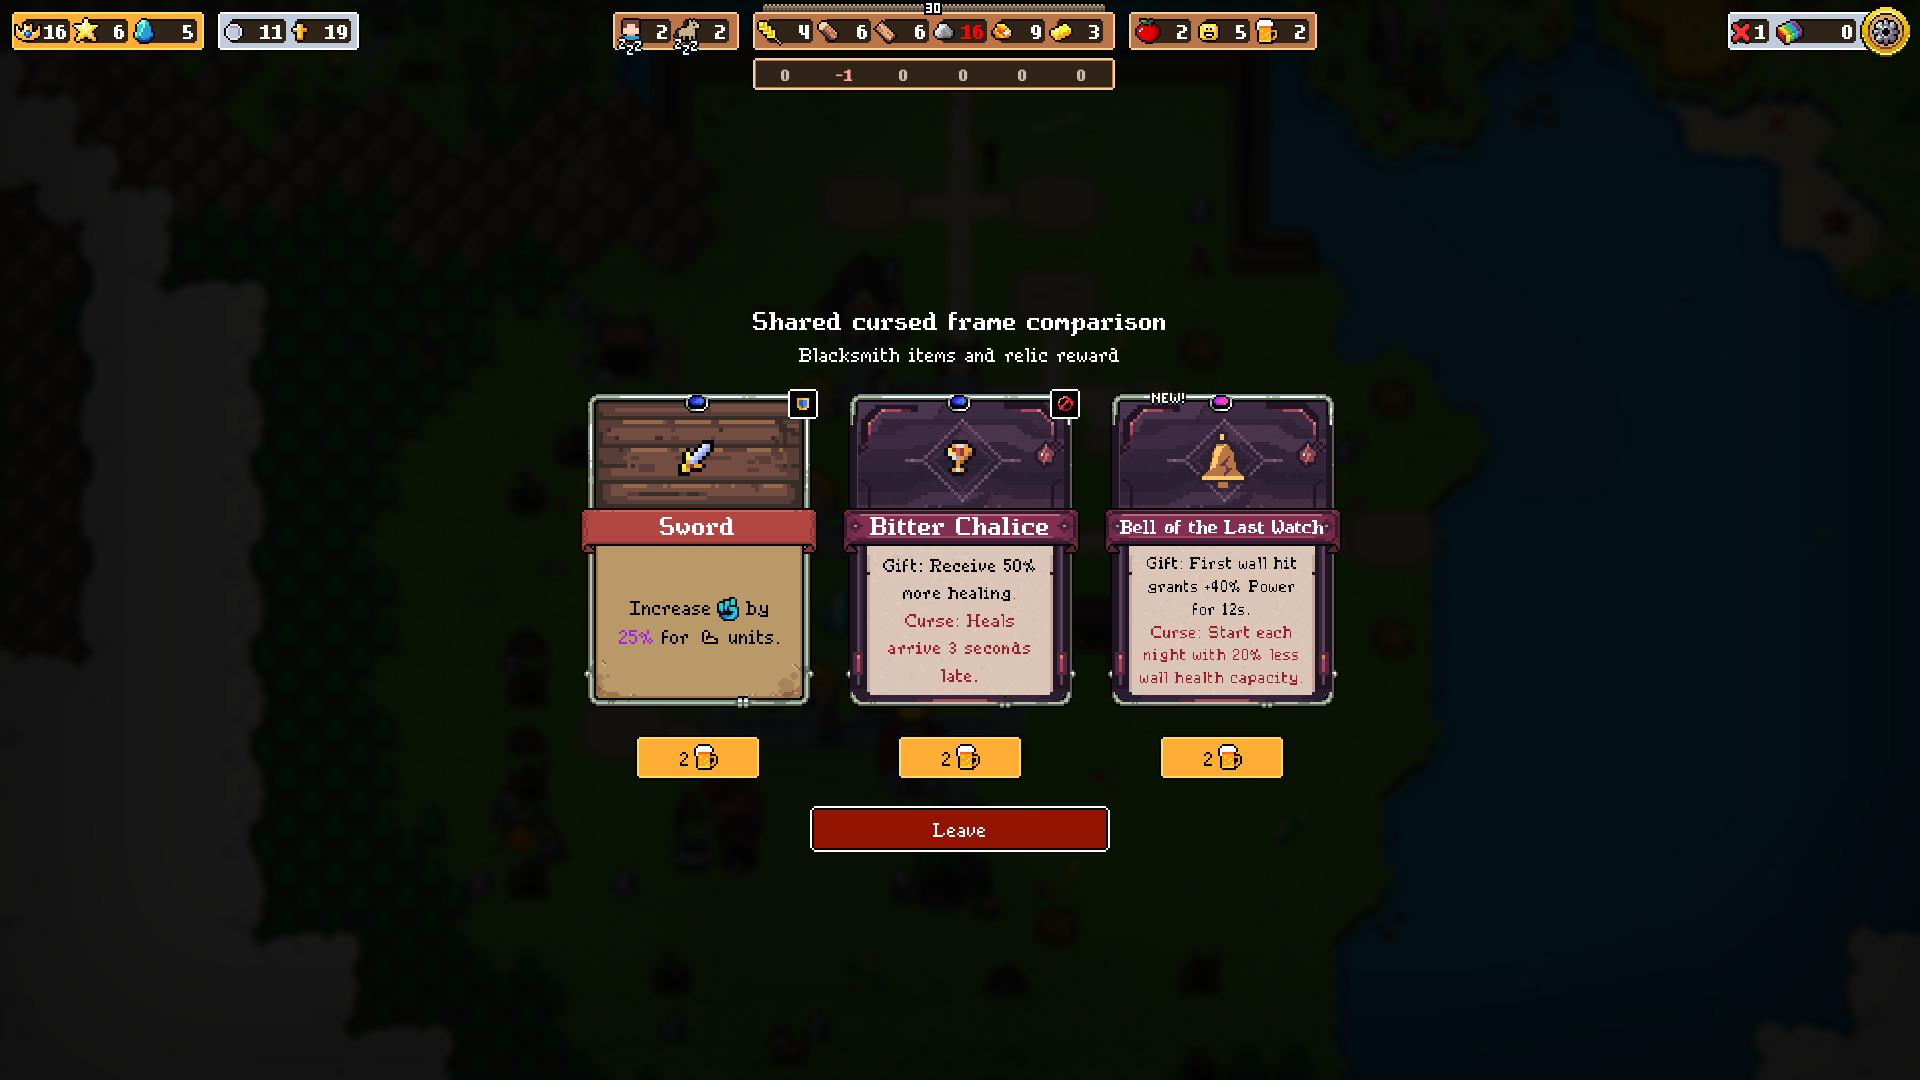 16 6 5 11 19 2 2 30 4 6 6 16 9 3 2 5 2 1 0
zzz zzz
0 -1 0 0 0 0
Shared cursed frame comparison
Blacksmith items and relic reward
Sword
Increase by
25% for units.
2
Bitter Chalice
Gift: Receive 50%
more healing.
Curse: Heals
arrive 3 seconds
late.
2
NEW!
Bell of the Last Watch
Gift: First wall hit
grants +40% Power
for 12s.
Curse: Start each
night with 20% less
wall health capacity.
2
Leave